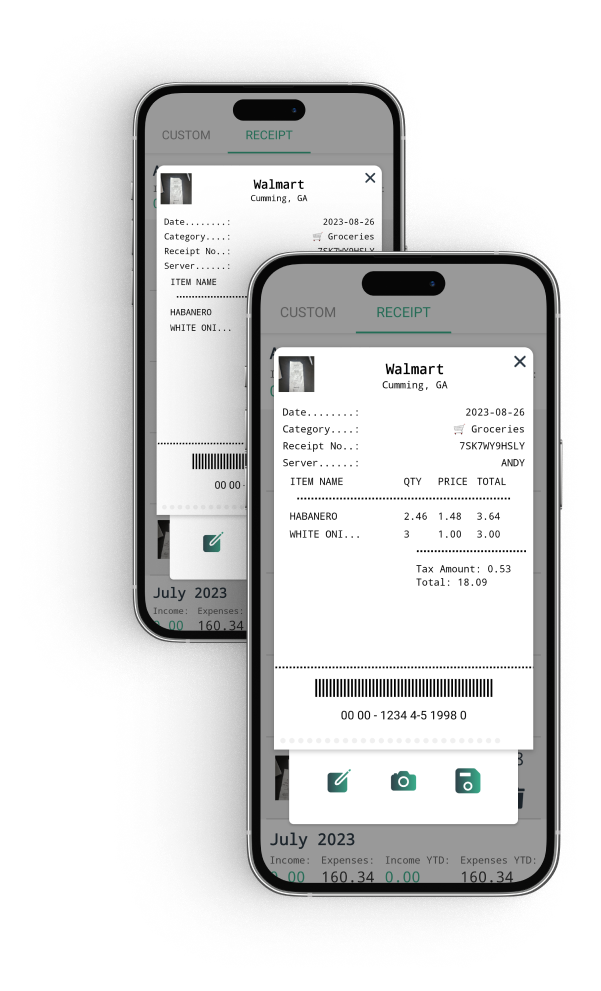 CUSTOM RECEIPT
Walmart
Cumming, GA
Date........: 2023-08-26
Category....: Groceries
Receipt No..: 7SK7WY9HSLY
Server......:
ITEM NAME
HABANERO
WHITE ONI...
00 00 -
July 2023
Income: Expenses:
0.00 160.34
CUSTOM RECEIPT
Walmart
Cumming, GA
Date........: 2023-08-26
Category....: Groceries
Receipt No..: 7SK7WY9HSLY
Server......: ANDY
ITEM NAME QTY PRICE TOTAL
HABANERO 2.46 1.48 3.64
WHITE ONI... 3 1.00 3.00
Tax Amount: 0.53
Total: 18.09
00 00 - 1234 4-5 1998 0
July 2023
Income: Expenses: Income YTD: Expenses YTD:
0.00 160.34 0.00 160.34